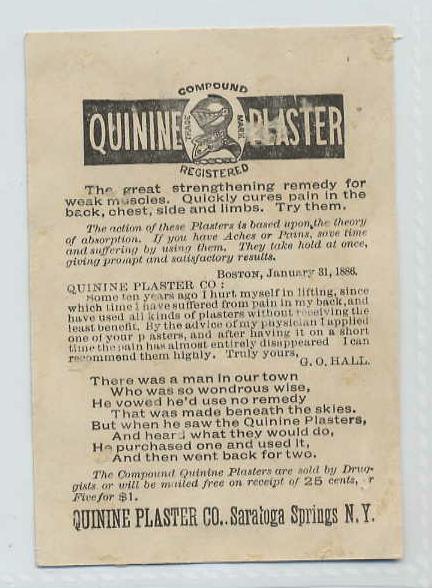 COMPOUND
QUININE TRADE MARK PLASTER
REGISTERED
The great strengthening remedy for
weak muscles. Quickly cures pain in the
back, chest, side and limbs. Try them.
The action of these Plasters is based upon the theory
of absorption. If you have Aches or Pains, save time
and suffering by using them. They take hold at once,
giving prompt and satisfactory results.
BOSTON, January 31, 1886.
QUININE PLASTER CO:
Some ten years ago I hurt myself in lifting, since
which time I have suffered from pain in my back, and
have used all kinds of plasters without receiving the
least benefit. By the advice of my physician I applied
one of your p asters, and after having it on a short
time the pain has almost entirely disappeared I can
recommend them highly. Truly yours,
G. O. HALL.
There was a man in our town
Who was so wondrous wise,
He vowed he'd use no remedy
That was made beneath the skies.
But when he saw the Quinine Plasters,
And heard what they would do,
He purchased one and used it,
And then went back for two.
The Compound Quinine Plasters are sold by Drug-
gists or will be mailed free on receipt of 25 cents, r
Five for $1.
QUININE PLASTER CO., Saratoga Springs N.Y.